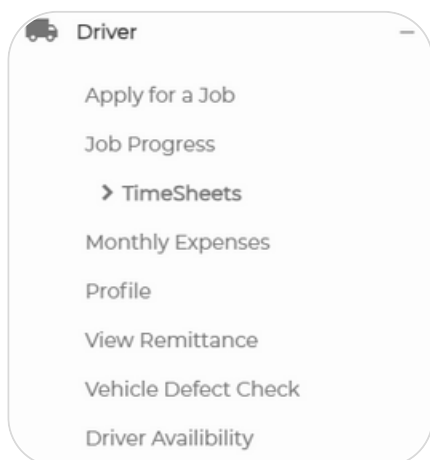 Driver
Apply for a Job
Job Progress
TimeSheets
Monthly Expenses
Profile
View Remittance
Vehicle Defect Check
Driver Availibility